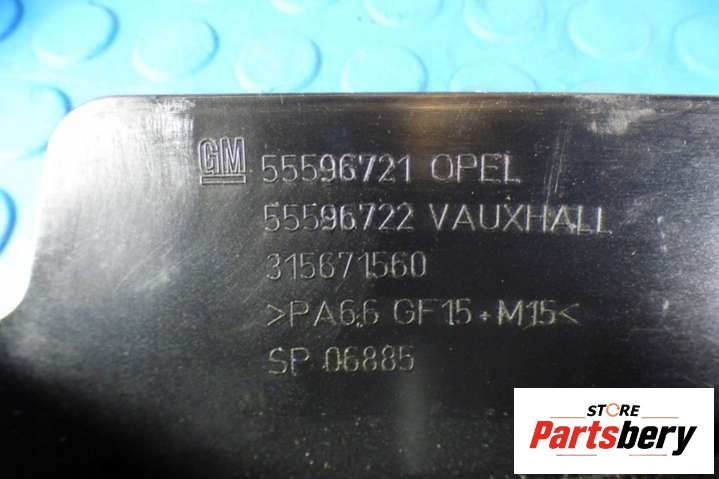 GM 55596721 OPEL
55596722 VAUXHALL
315671560
>PA6.6 GF15+M15<
SP 06885
STORE
Partsbery